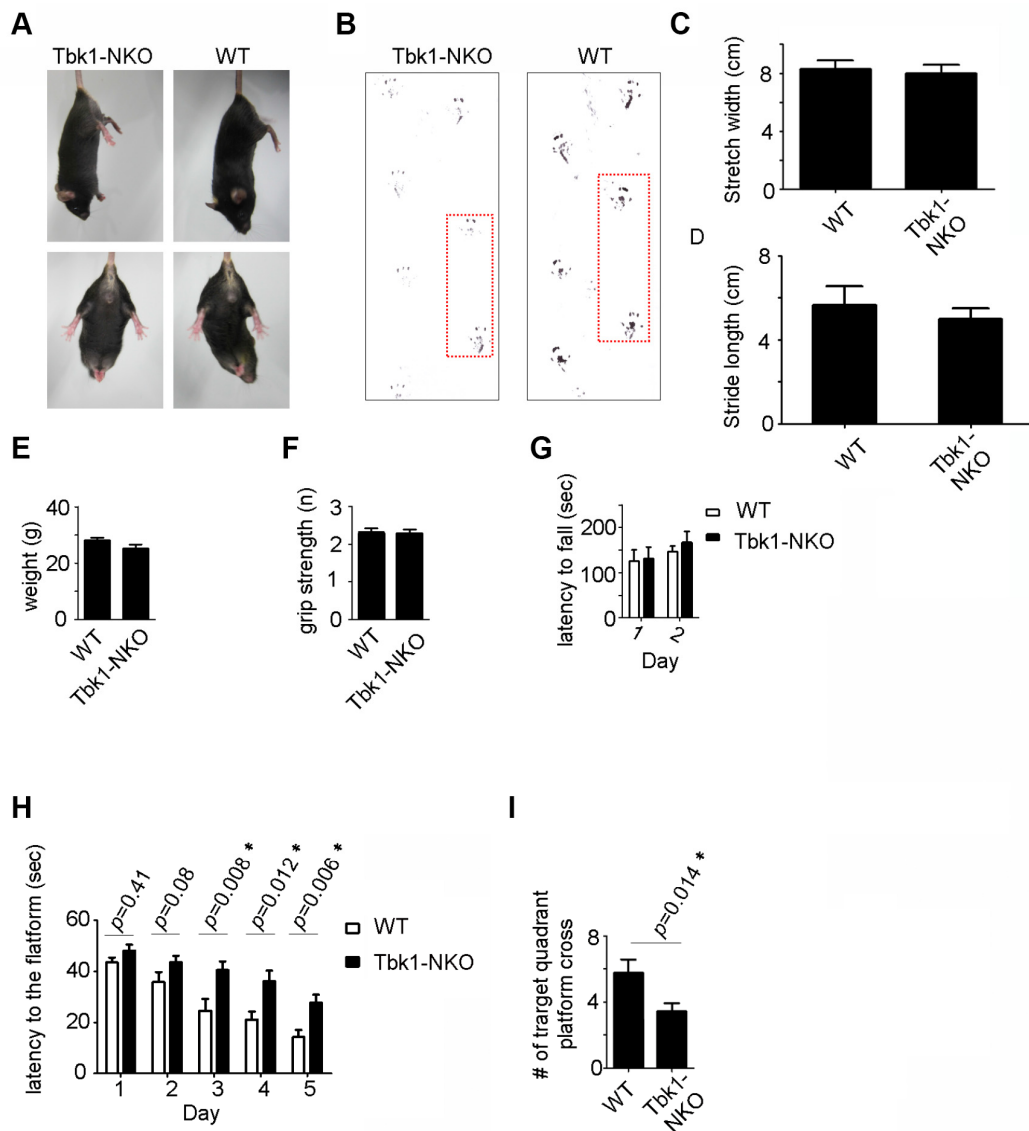 A
Tbk1-NKO WT
B
Tbk1-NKO WT
C
Stretch width (cm)
8
4
0
WT
Tbk1-
NKO
D
Stride length (cm)
8
4
0
WT
Tbk1-
NKO
E
weight (g)
40
20
0
WT
Tbk1-NKO
F
grip strength (n)
3
2
1
0
WT
Tbk1-NKO
G
latency to fall (sec)
200
100
0
1 2
Day
WT
Tbk1-NKO
H
latency to the flatform (sec)
60
40
20
0
p=0.41
p=0.08
p=0.008 *
p=0.012 *
p=0.006 *
1 2 3 4 5
Day
WT
Tbk1-NKO
I
# of trarget quadrant
platform cross
8
4
0
p=0.014 *
WT
Tbk1-
NKO